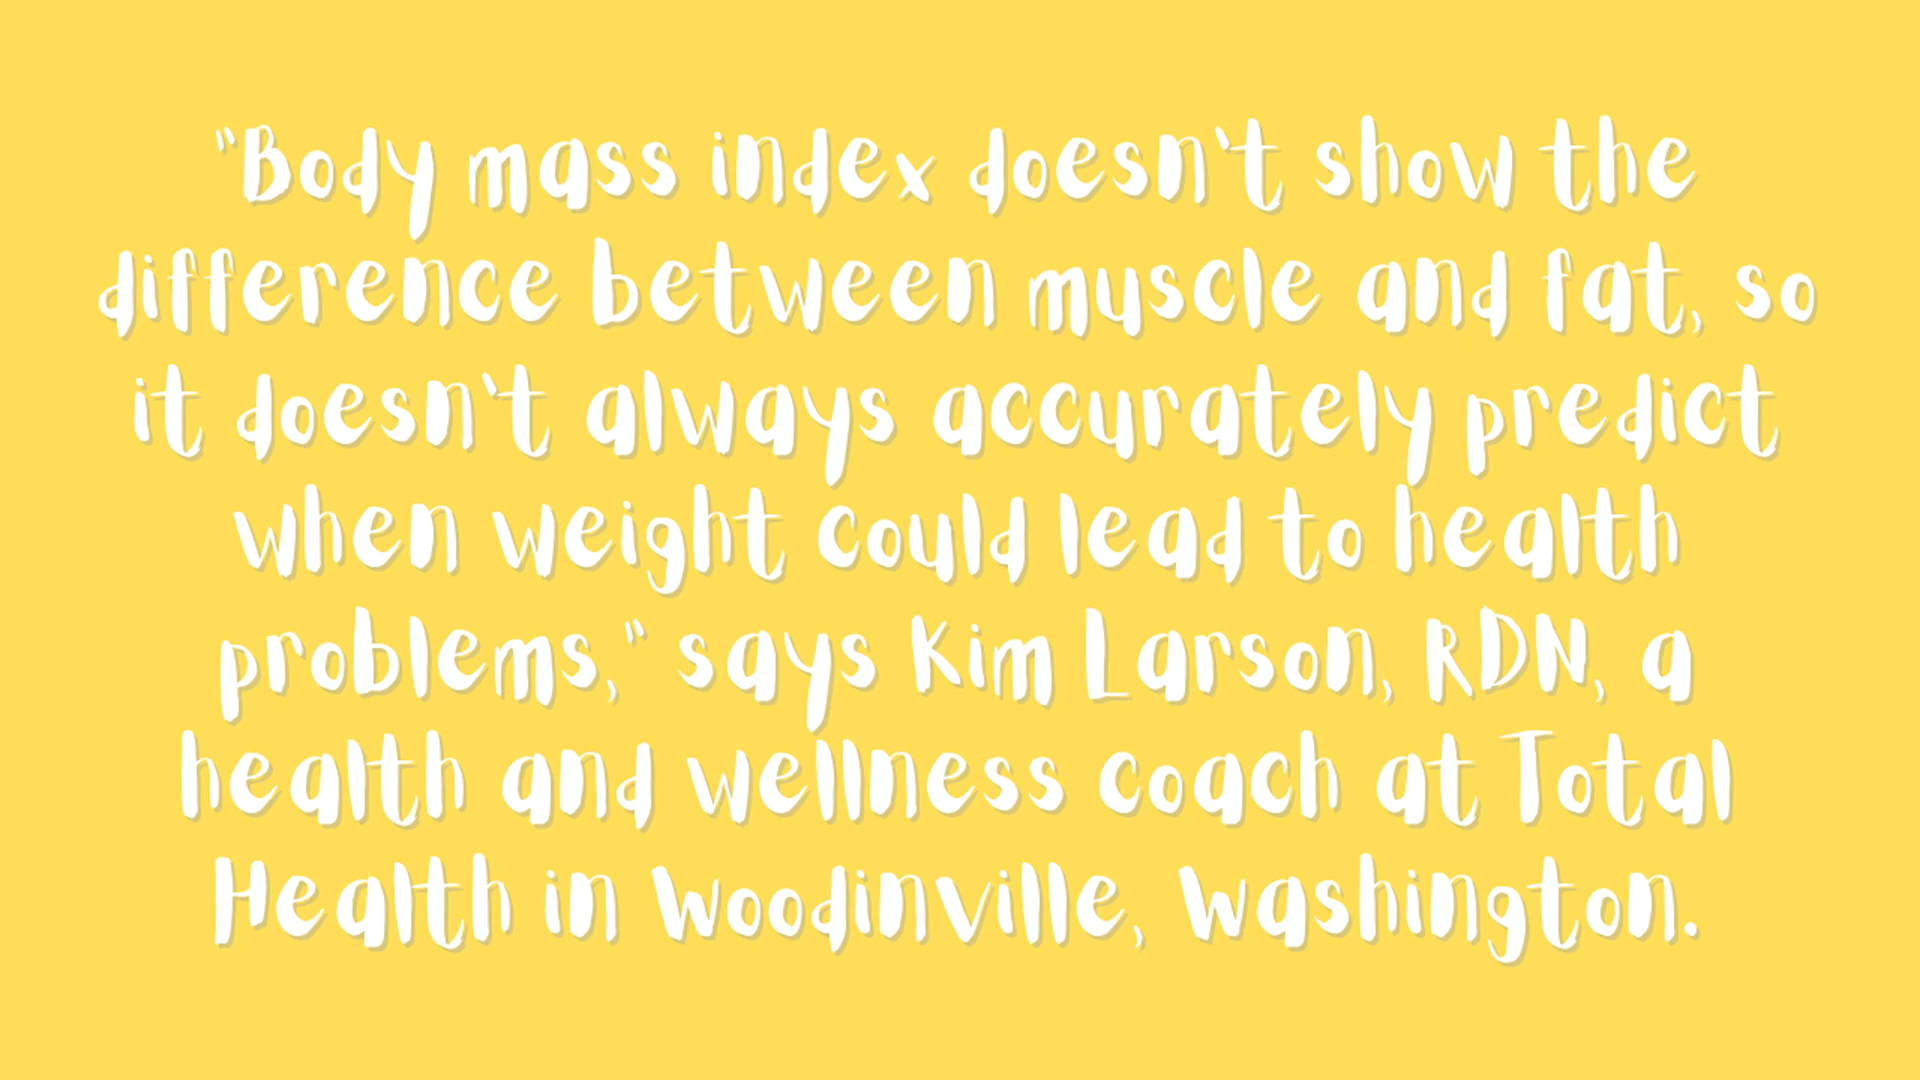 "Body mass index doesn't show the
difference between muscle and fat, so
it doesn't always accurately predict
when weight could lead to health
problems," says Kim Larson, RDN, a
health and wellness coach at Total
Health in Woodinville, Washington.